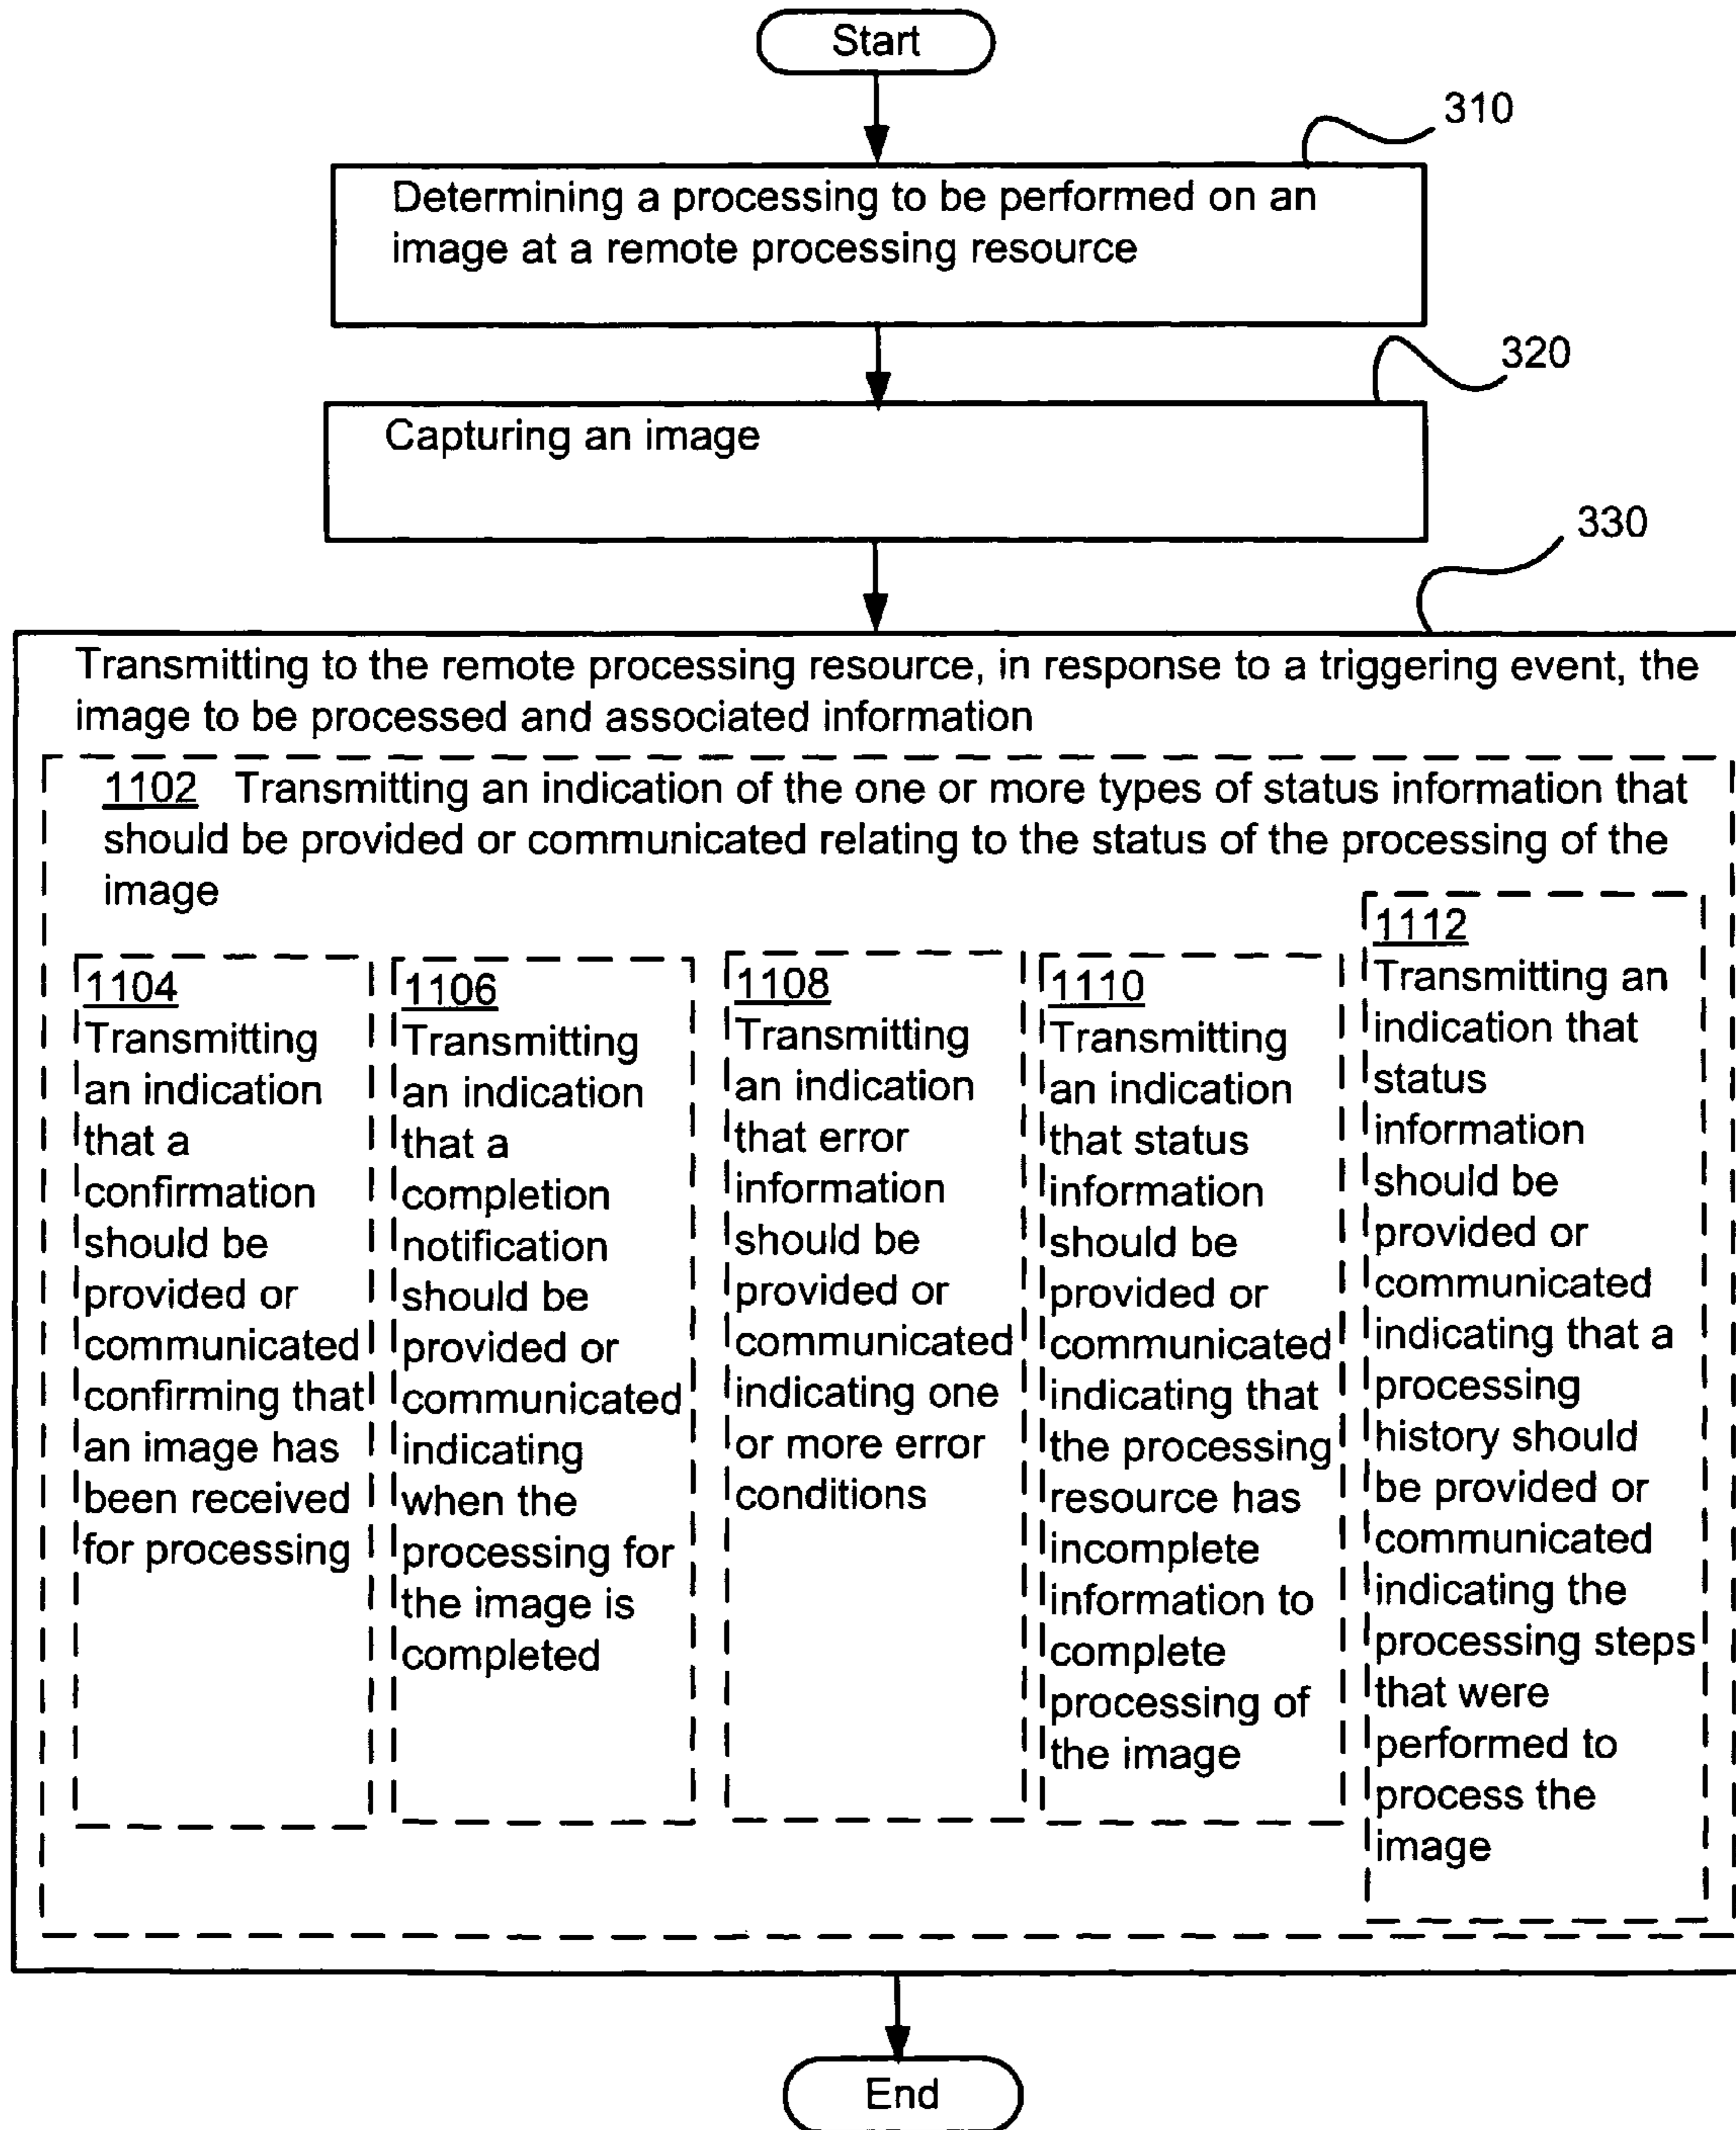 Start
310
Determining a processing to be performed on an
image at a remote processing resource
320
Capturing an image
330
Transmitting to the remote processing resource, in response to a triggering event, the
image to be processed and associated information
1102 Transmitting an indication of the one or more types of status information that
should be provided or communicated relating to the status of the processing of the
image
1104
Transmitting
an indication
that a
confirmation
should be
provided or
communicated
confirming that
an image has
been received
for processing
1106
Transmitting
an indication
that a
completion
notification
should be
provided or
communicated
indicating
when the
processing for
the image is
completed
1108
Transmitting
an indication
that error
information
should be
provided or
communicated
indicating one
or more error
conditions
1110
Transmitting
an indication
that status
information
should be
provided or
communicated
indicating that
the processing
resource has
incomplete
information to
complete
processing of
the image
1112
Transmitting an
indication that
status
information
should be
provided or
communicated
indicating that a
processing
history should
be provided or
communicated
indicating the
processing steps
that were
performed to
process the
image
End